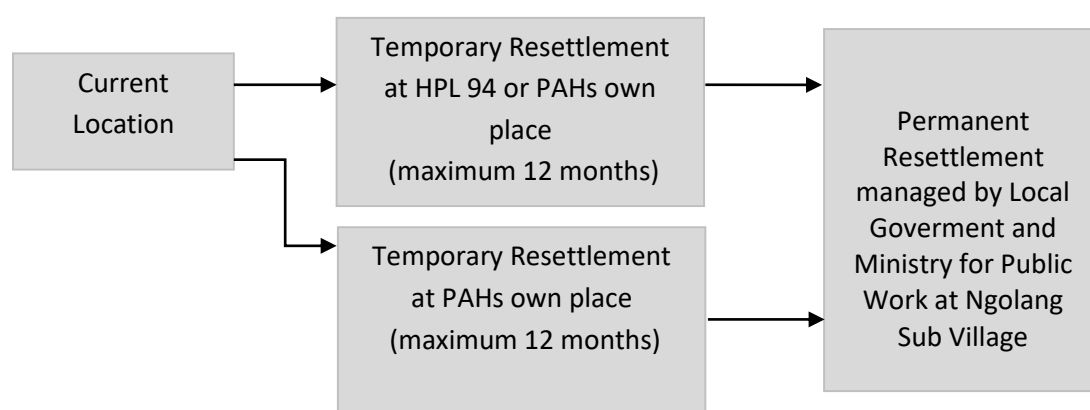 Current
Location
Temporary Resettlement
at HPL 94 or PAHs own
place
(maximum 12 months)
Temporary Resettlement
at PAHs own place
(maximum 12 months)
Permanent
Resettlement
managed by Local
Goverment and
Ministry for Public
Work at Ngolang
Sub Village